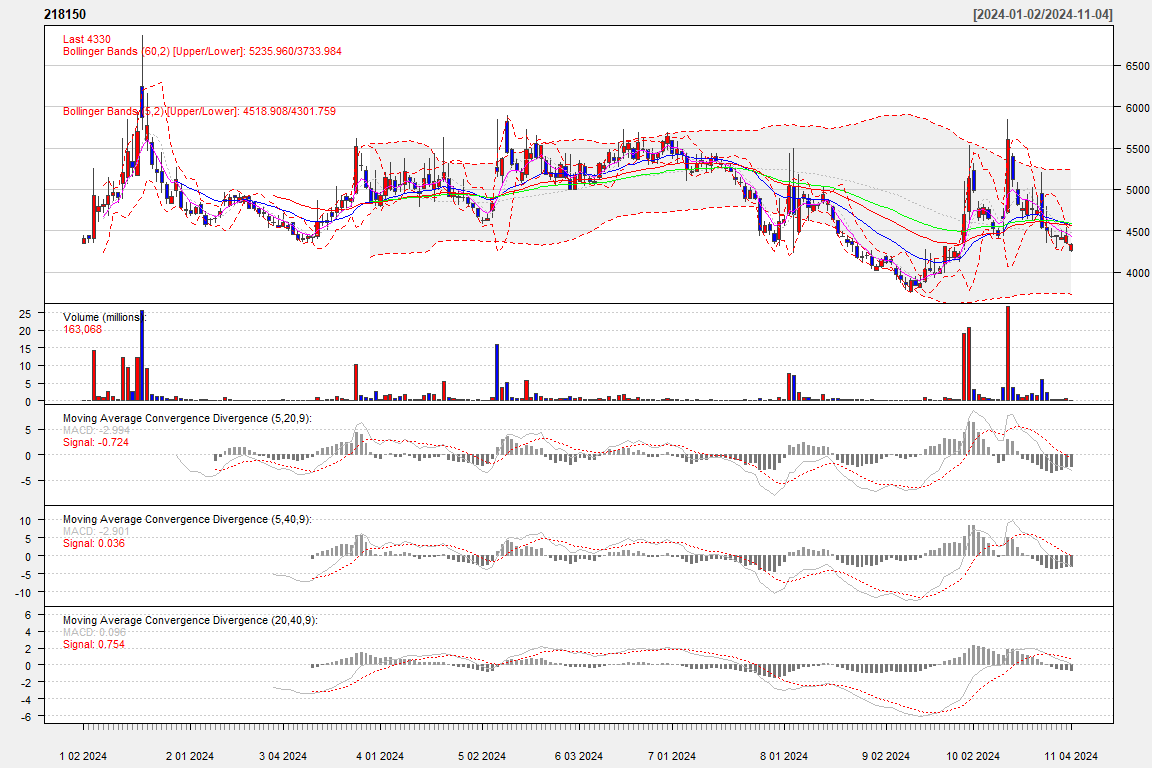 218150 [2024-01-02/2024-11-04]
Last 4330
Bollinger Bands (60,2) [Upper/Lower]: 5235.960/3733.984
Bollinger Bands (5,2) [Upper/Lower]: 4518.908/4301.759
6500
6000
5500
5000
4500
4000
Volume (millions):
163,068
25
20
15
10
5
0
Moving Average Convergence Divergence (5,20,9):
MACD: -2.994
Signal: -0.724
5
0
-5
Moving Average Convergence Divergence (5,40,9):
MACD: -2.901
Signal: 0.036
10
5
0
-5
-10
Moving Average Convergence Divergence (20,40,9):
MACD: 0.096
Signal: 0.754
6
4
2
0
-2
-4
-6
1 02 2024 2 01 2024 3 04 2024 4 01 2024 5 02 2024 6 03 2024 7 01 2024 8 01 2024 9 02 2024 10 02 2024 11 04 2024